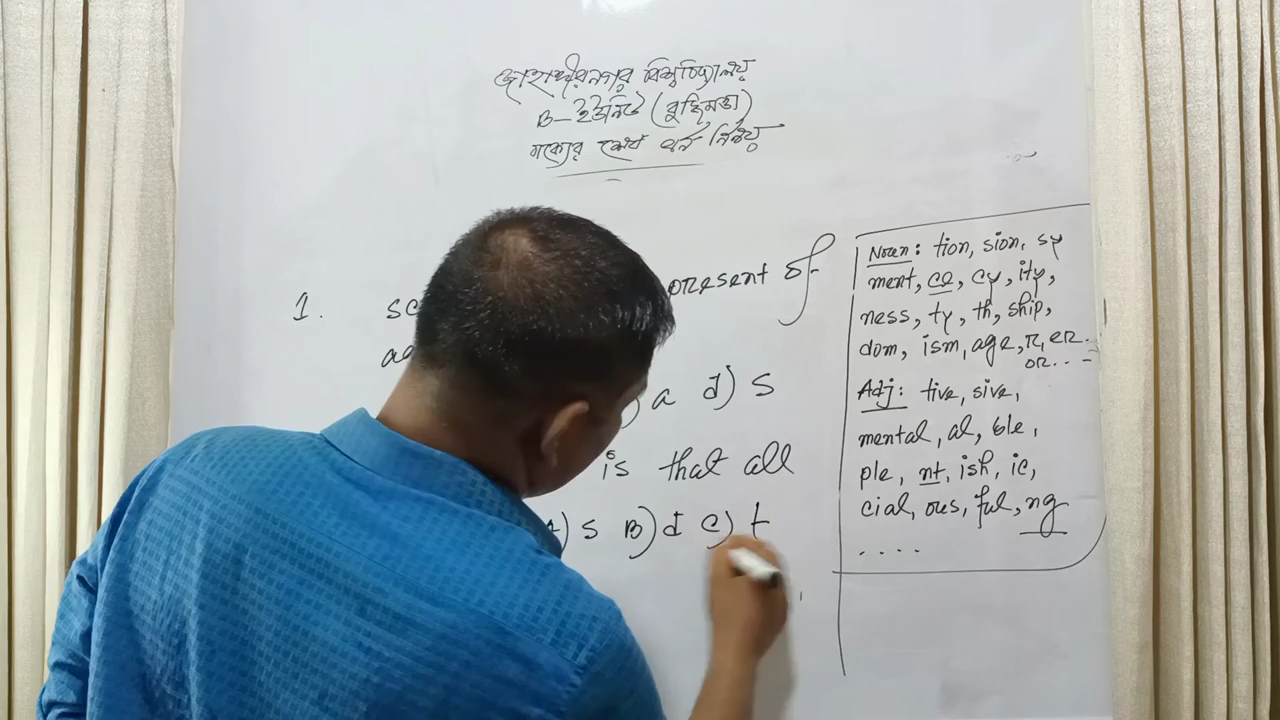 জাহাঙ্গীরনগর বিশ্ববিদ্যালয়
B-ইউনিট (বুদ্ধিমত্তা)
বাক্যের শেষ বর্ণ নির্ণয়
1.
present of
a d) s
is that all
A) s B) d C) t
Noun: tion, sion, sy
ment, ce, cy, ity,
ness, ty, th, ship,
dom, ism, age, r, er..
or...
Adj: tive, sive,
mental, al, ble,
ple, nt, ish, ic,
cial, ous, ful, ng
....